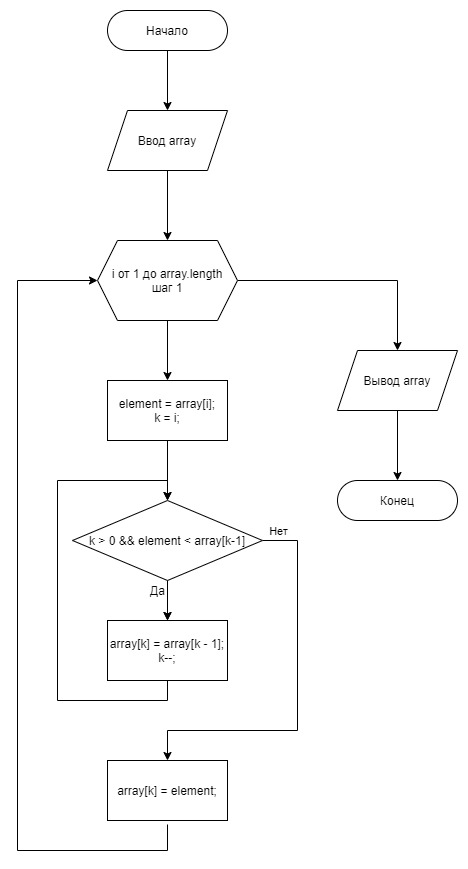 Начало
Ввод array
i от 1 до array.length
шаг 1
element = array[i];
k = i;
k > 0 && element < array[k-1]
Нет
Да
array[k] = array[k - 1];
k--;
array[k] = element;
Вывод array
Конец